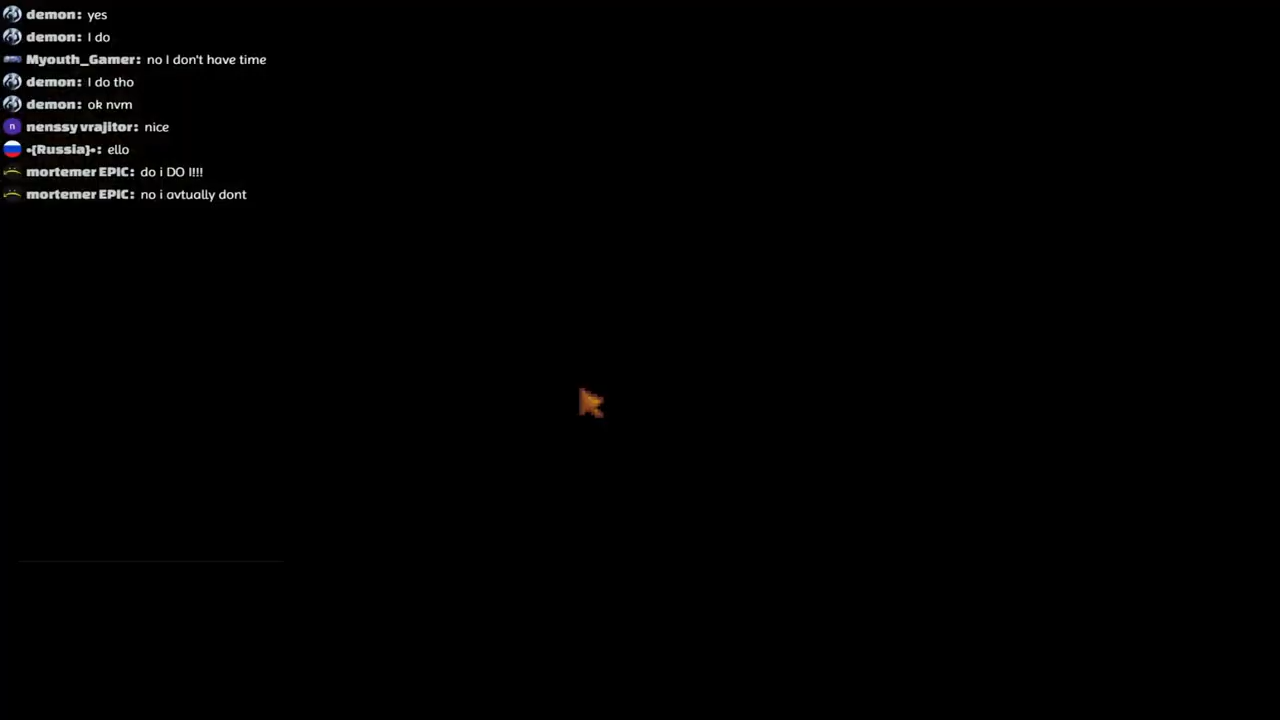 demon: yes
demon: I do
Myouth_Gamer: no I don't have time
demon: I do tho
demon: ok nvm
n nenssy vrajitor: nice
•{Russia}•: ello
mortemer EPIC: do i DO I!!!
mortemer EPIC: no i avtually dont